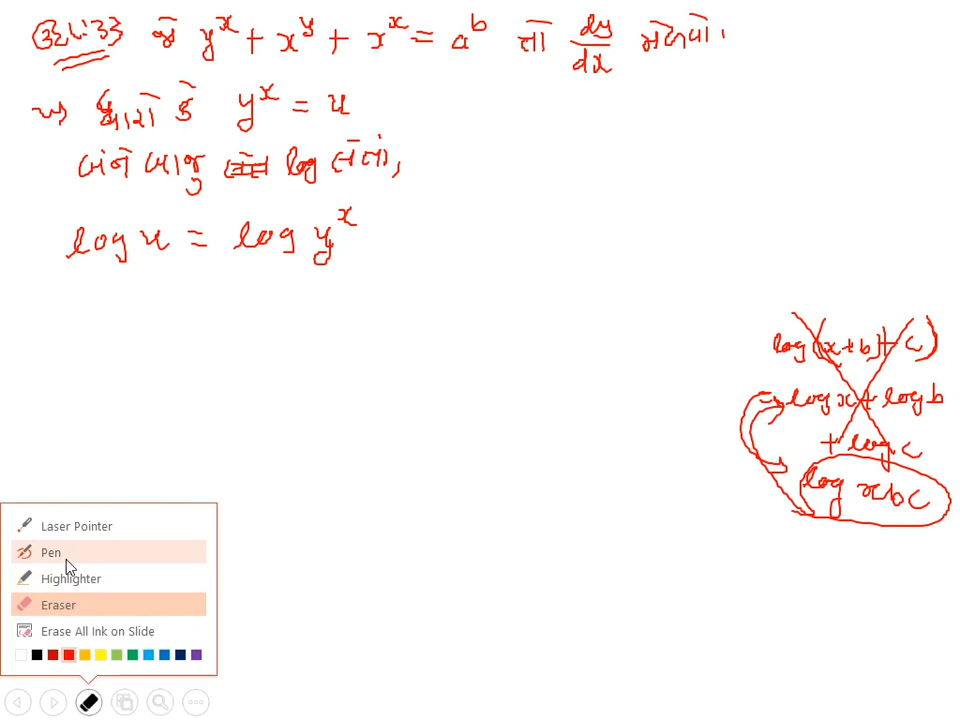 ઉદા:33 જો y^x + x^y + x^x = a^b તો dy/dx મેળવો.
⇒ ધારો કે y^x = u
બંને બાજુ log લેતાં,
log u = log y^x
log (x+b+c)
= log x + log b
+ log c
log xbc
Laser Pointer
Pen
Highlighter
Eraser
Erase All Ink on Slide